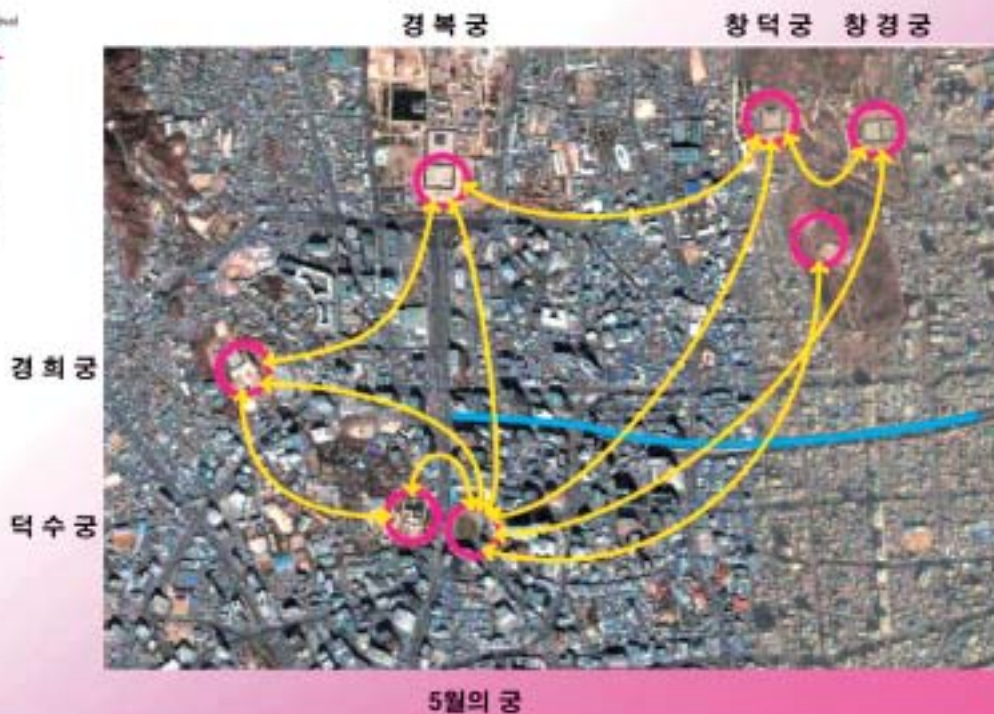 경 복 궁
창 덕 궁
창 경 궁
경 희 궁
덕 수 궁
5월의 궁